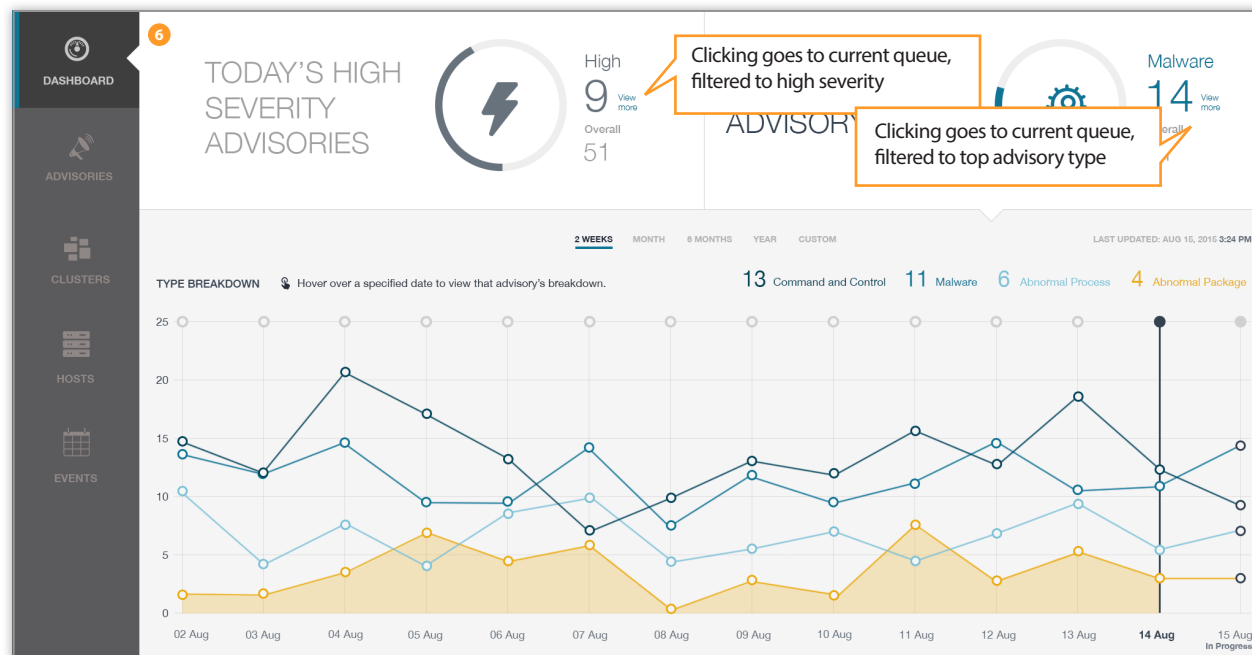 DASHBOARD
ADVISORIES
CLUSTERS
HOSTS
EVENTS
6
TODAY'S HIGH
SEVERITY
ADVISORIES
High
9 View more
Overall
51
Clicking goes to current queue,
filtered to high severity
ADVISORY
Malware
14 View more
Clicking goes to current queue,
filtered to top advisory type
2 WEEKS MONTH 6 MONTHS YEAR CUSTOM
LAST UPDATED: AUG 15, 2015 3:24 PM
TYPE BREAKDOWN Hover over a specified date to view that advisory's breakdown.
13 Command and Control 11 Malware 6 Abnormal Process 4 Abnormal Package
25
20
15
10
5
0
02 Aug 03 Aug 04 Aug 05 Aug 06 Aug 07 Aug 08 Aug 09 Aug 10 Aug 11 Aug 12 Aug 13 Aug 14 Aug 15 Aug
In Progress